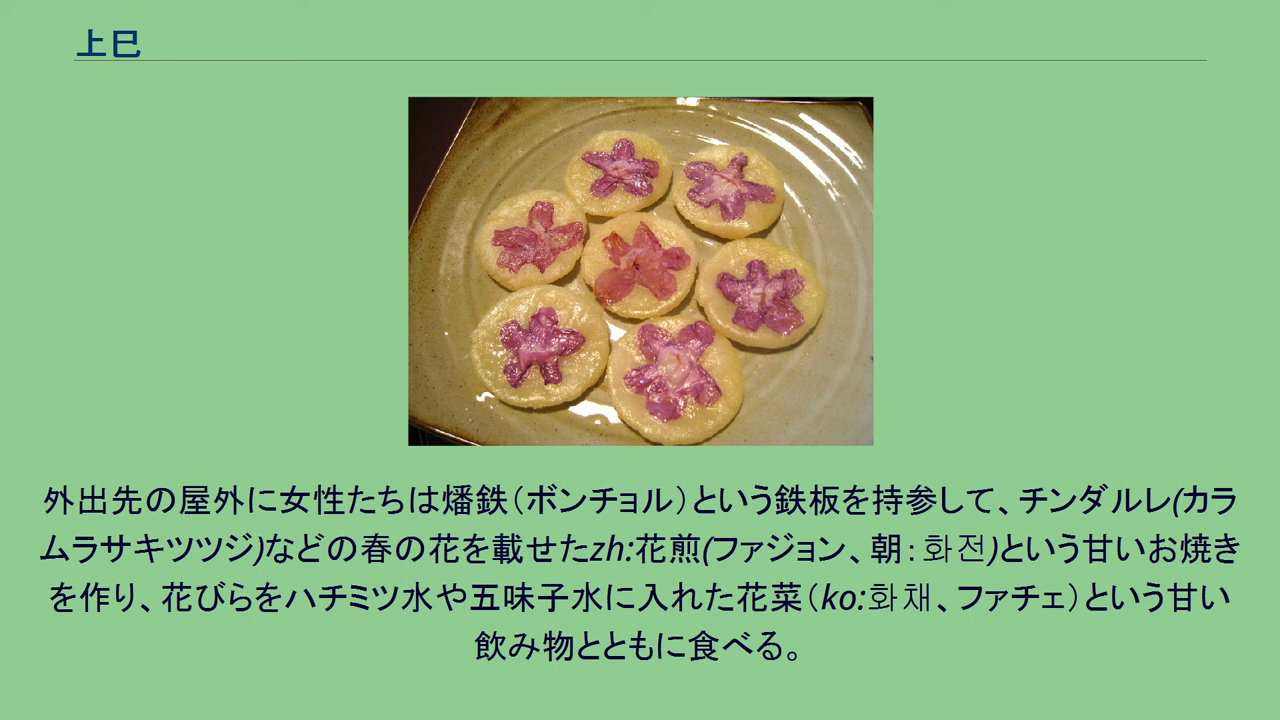 上巳
外出先の屋外に女性たちは燔鉄（ボンチョル）という鉄板を持参して、チンダルレ(カラ
ムラサキツツジ)などの春の花を載せたzh:花煎(ファジョン、朝：화전)という甘いお焼き
を作り、花びらをハチミツ水や五味子水に入れた花菜（ko:화채、ファチェ）という甘い
飲み物とともに食べる。